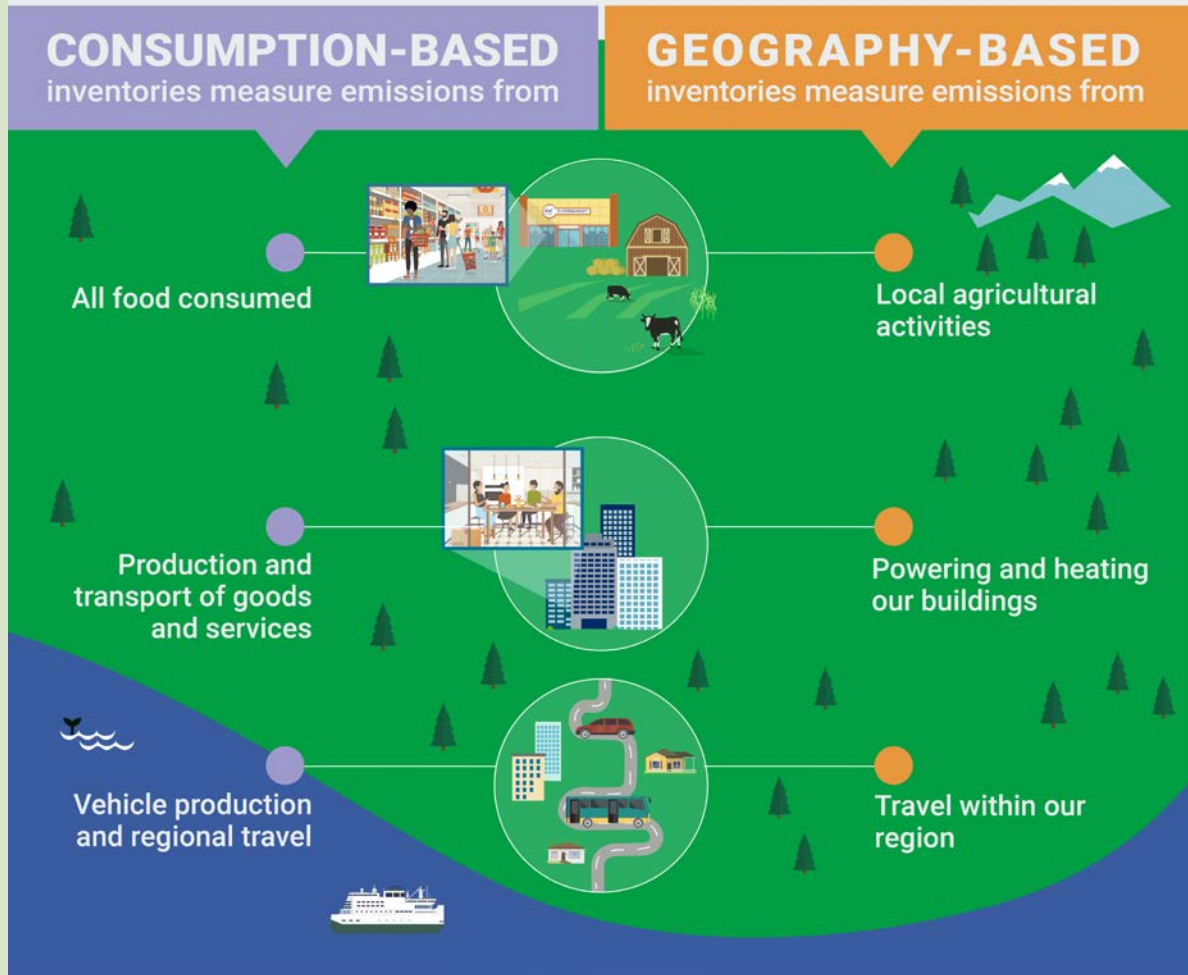 CONSUMPTION-BASED
inventories measure emissions from
GEOGRAPHY-BASED
inventories measure emissions from
All food consumed
Local agricultural
activities
Production and
transport of goods
and services
Powering and heating
our buildings
Vehicle production
and regional travel
Travel within our
region